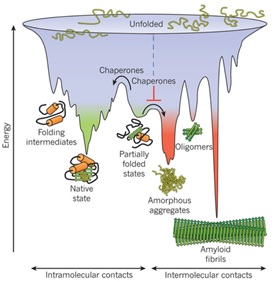 Unfolded
Chaperones
Chaperones
Energy
Folding
intermediates
Partially
folded
states
Oligomers
Native
state
Amorphous
aggregates
Amyloid
fibrils
Intramolecular contacts
Intermolecular contacts